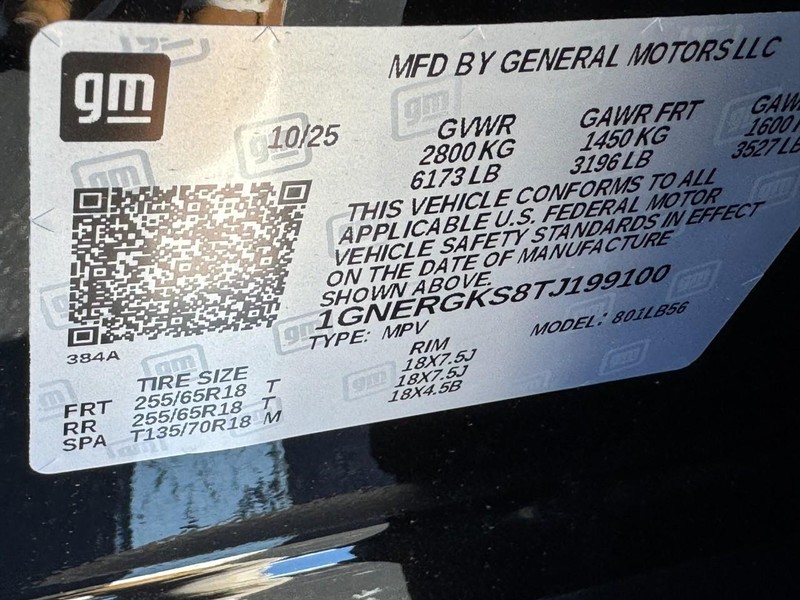 gm
MFD BY GENERAL MOTORS LLC
10/25
GVWR GAWR FRT
2800 KG 1450 KG
6173 LB 3196 LB 3527
THIS VEHICLE CONFORMS TO ALL
APPLICABLE U.S. FEDERAL MOTOR
VEHICLE SAFETY STANDARDS IN EFFECT
ON THE DATE OF MANUFACTURE
SHOWN ABOVE.
1GNERGKS8TJ199100
TYPE: MPV MODEL: 801LB56
384A
TIRE SIZE RIM
FRT 255/65R18 T 18X7.5J
RR 255/65R18 T 18X7.5J
SPA T135/70R18 M 18X4.5B